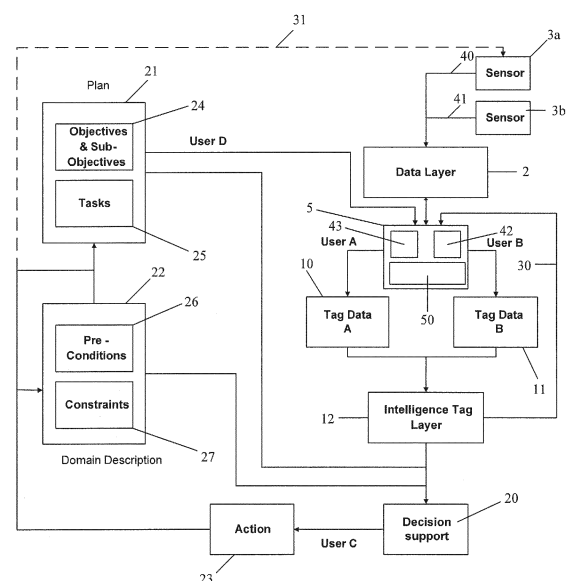 31
3a
40
Sensor
21
Plan
24
41
3b
Sensor
Objectives
& Sub-
Objectives
User D
Data Layer
2
Tasks
5
43
42
User A
User B
25
30
22
10
26
50
Tag Data
A
Tag Data
B
Pre -
Conditions
11
12
Intelligence Tag
Layer
Constraints
27
Domain Description
20
Action
User C
Decision
support
23